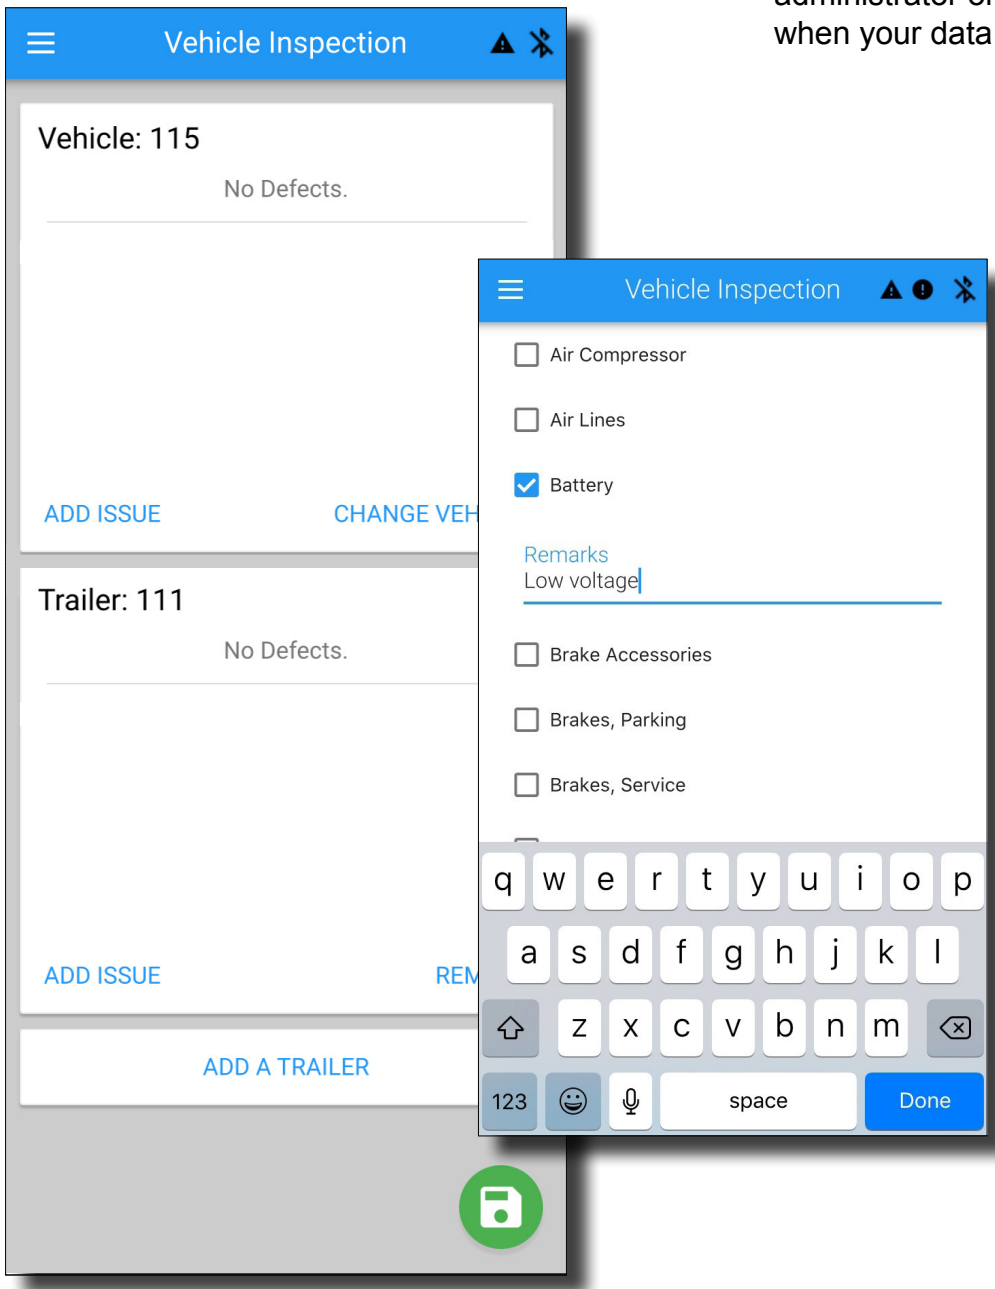 administrator o
when your data
Vehicle Inspection
Vehicle: 115
No Defects.
ADD ISSUE CHANGE VEH
Trailer: 111
No Defects.
ADD ISSUE REM
ADD A TRAILER
Vehicle Inspection
Air Compressor
Air Lines
Battery
Remarks
Low voltage
Brake Accessories
Brakes, Parking
Brakes, Service
q w e r t y u i o p
a s d f g h j k l
z x c v b n m
123 space Done